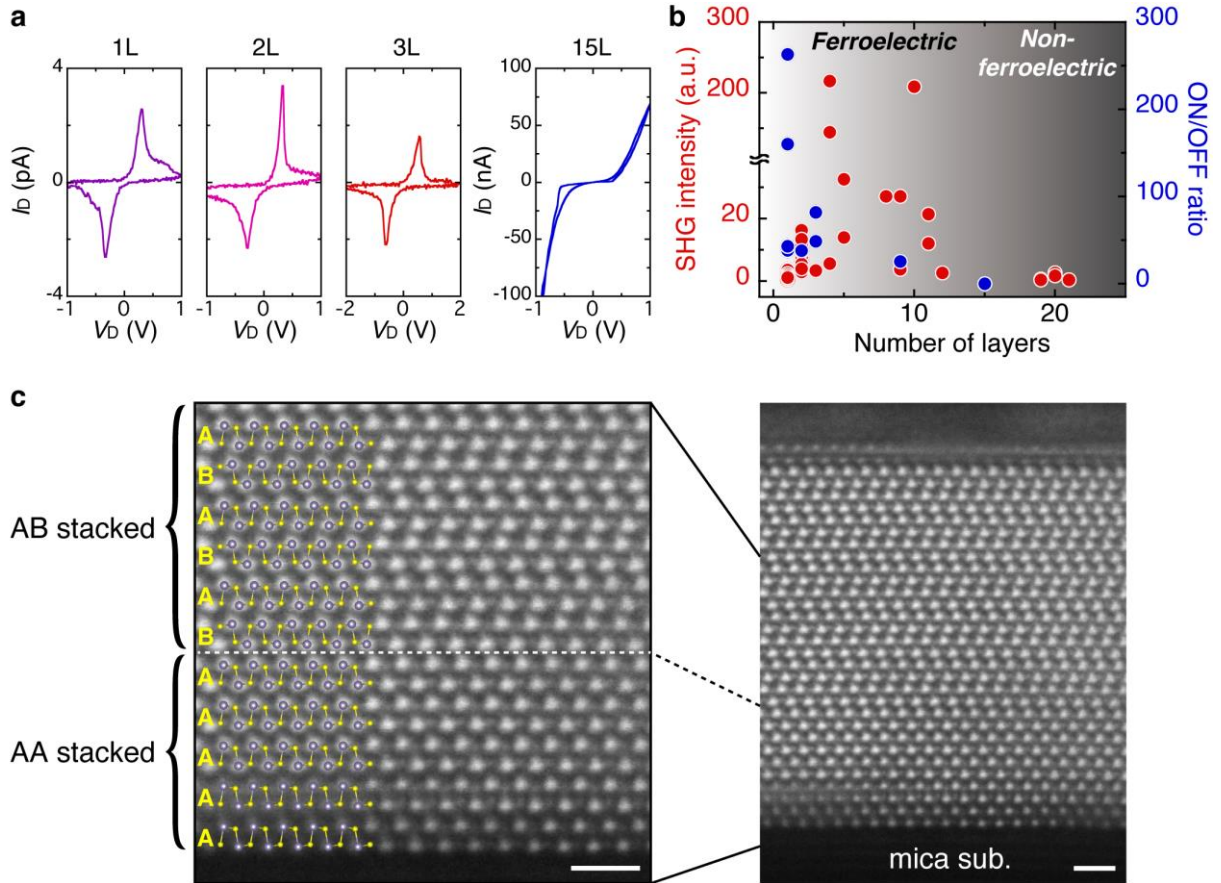 a
1L
2L
3L
15L
4
0
-4
ID (pA)
-1 0 1
VD (V)
-1 0 1
VD (V)
-2 0 2
VD (V)
100
50
0
-50
-100
ID (nA)
-1 0 1
VD (V)
b
300
200
20
0
SHG intensity (a.u.)
Ferroelectric
Non-
ferroelectric
300
200
100
0
ON/OFF ratio
0 10 20
Number of layers
c
AB stacked
A
B
A
B
A
B
AA stacked
A
A
A
A
A
mica sub.